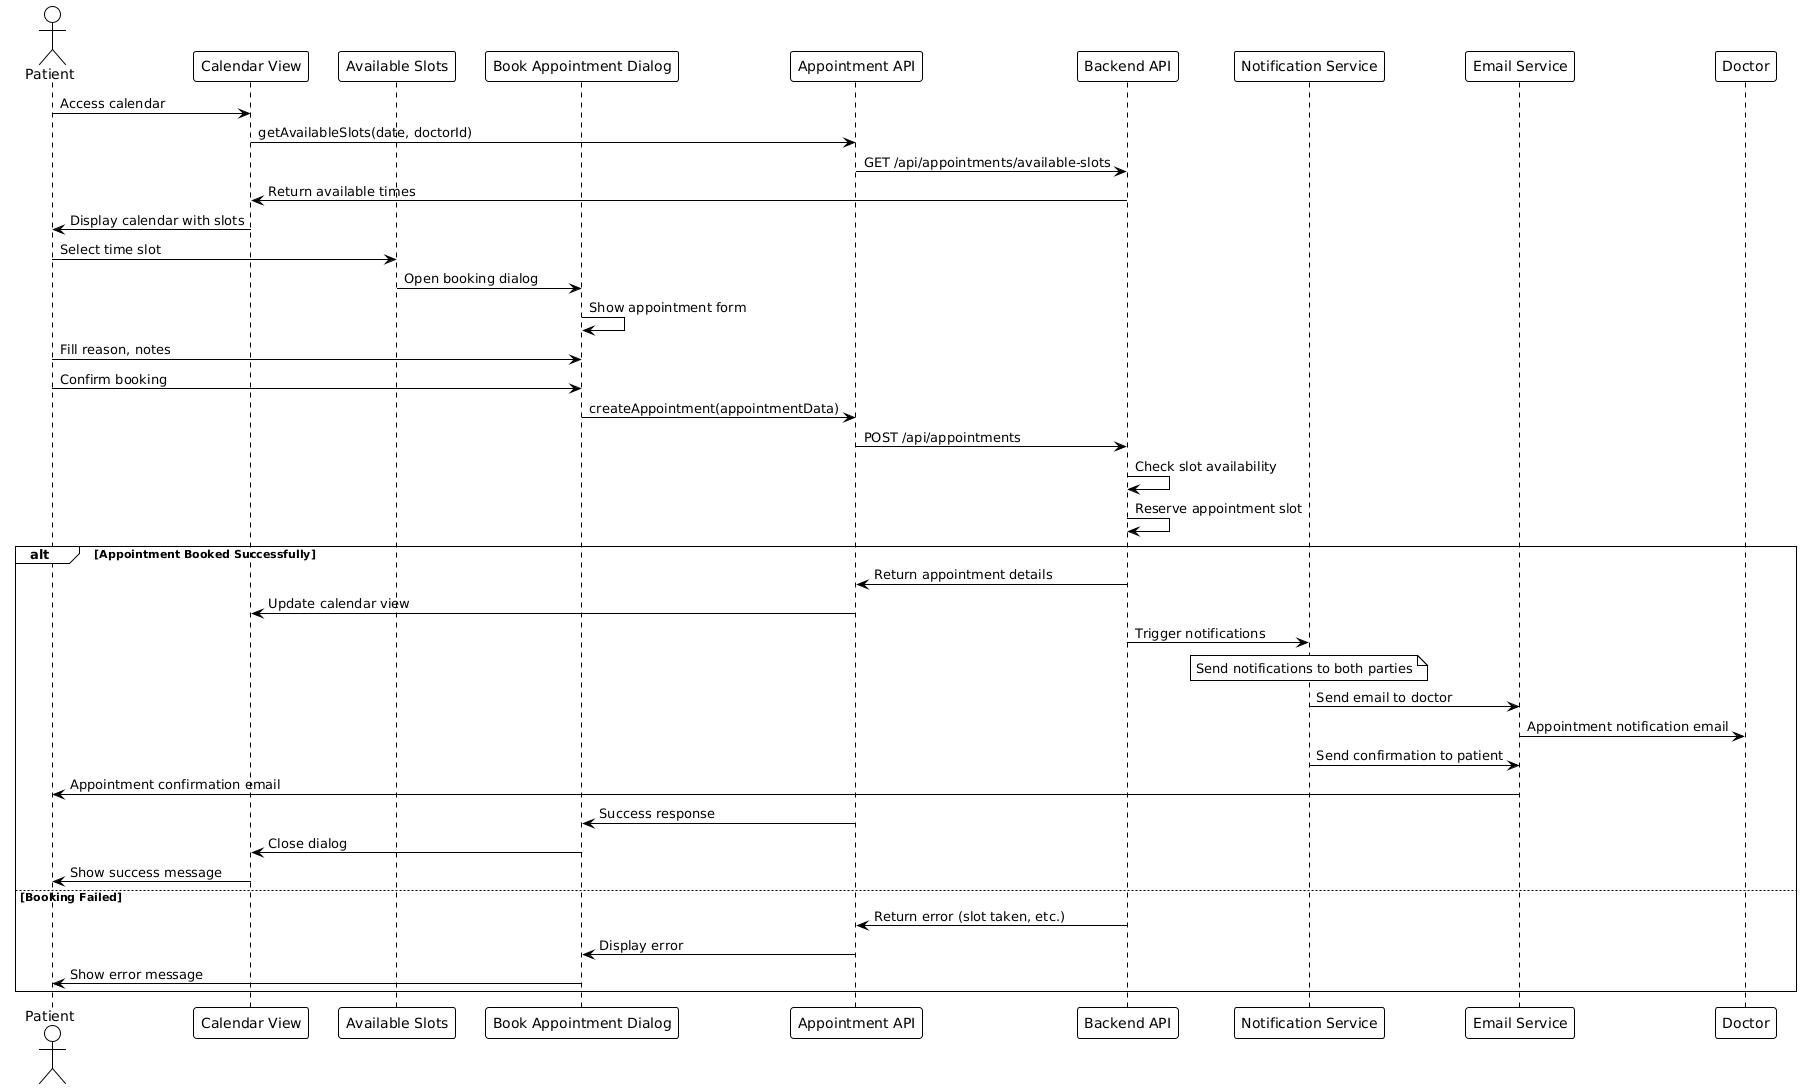 Patient
Calendar View
Available Slots
Book Appointment Dialog
Appointment API
Backend API
Notification Service
Email Service
Doctor
Access calendar
getAvailableSlots(date, doctorId)
GET /api/appointments/available-slots
Return available times
Display calendar with slots
Select time slot
Open booking dialog
Show appointment form
Fill reason, notes
Confirm booking
createAppointment(appointmentData)
POST /api/appointments
Check slot availability
Reserve appointment slot
alt [Appointment Booked Successfully]
Return appointment details
Update calendar view
Trigger notifications
Send notifications to both parties
Send email to doctor
Appointment notification email
Send confirmation to patient
Appointment confirmation email
Success response
Close dialog
Show success message
[Booking Failed]
Return error (slot taken, etc.)
Display error
Show error message
Patient
Calendar View
Available Slots
Book Appointment Dialog
Appointment API
Backend API
Notification Service
Email Service
Doctor